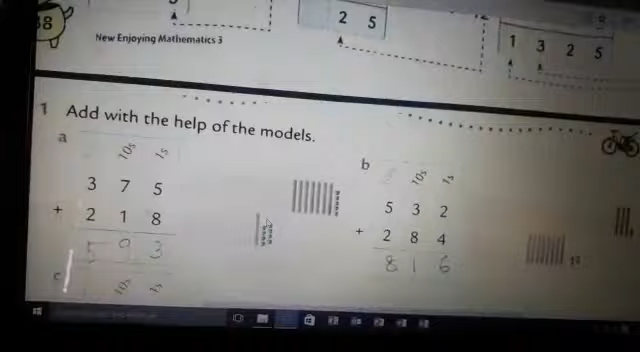 38
New Enjoying Mathematics 3
2 5
1 3 2 5
1 Add with the help of the models.
a
10s 1s
3 7 5
+ 2 1 8
5 9 3
b
10s 1s
5 3 2
+ 2 8 4
8 1 6
c
10s 1s